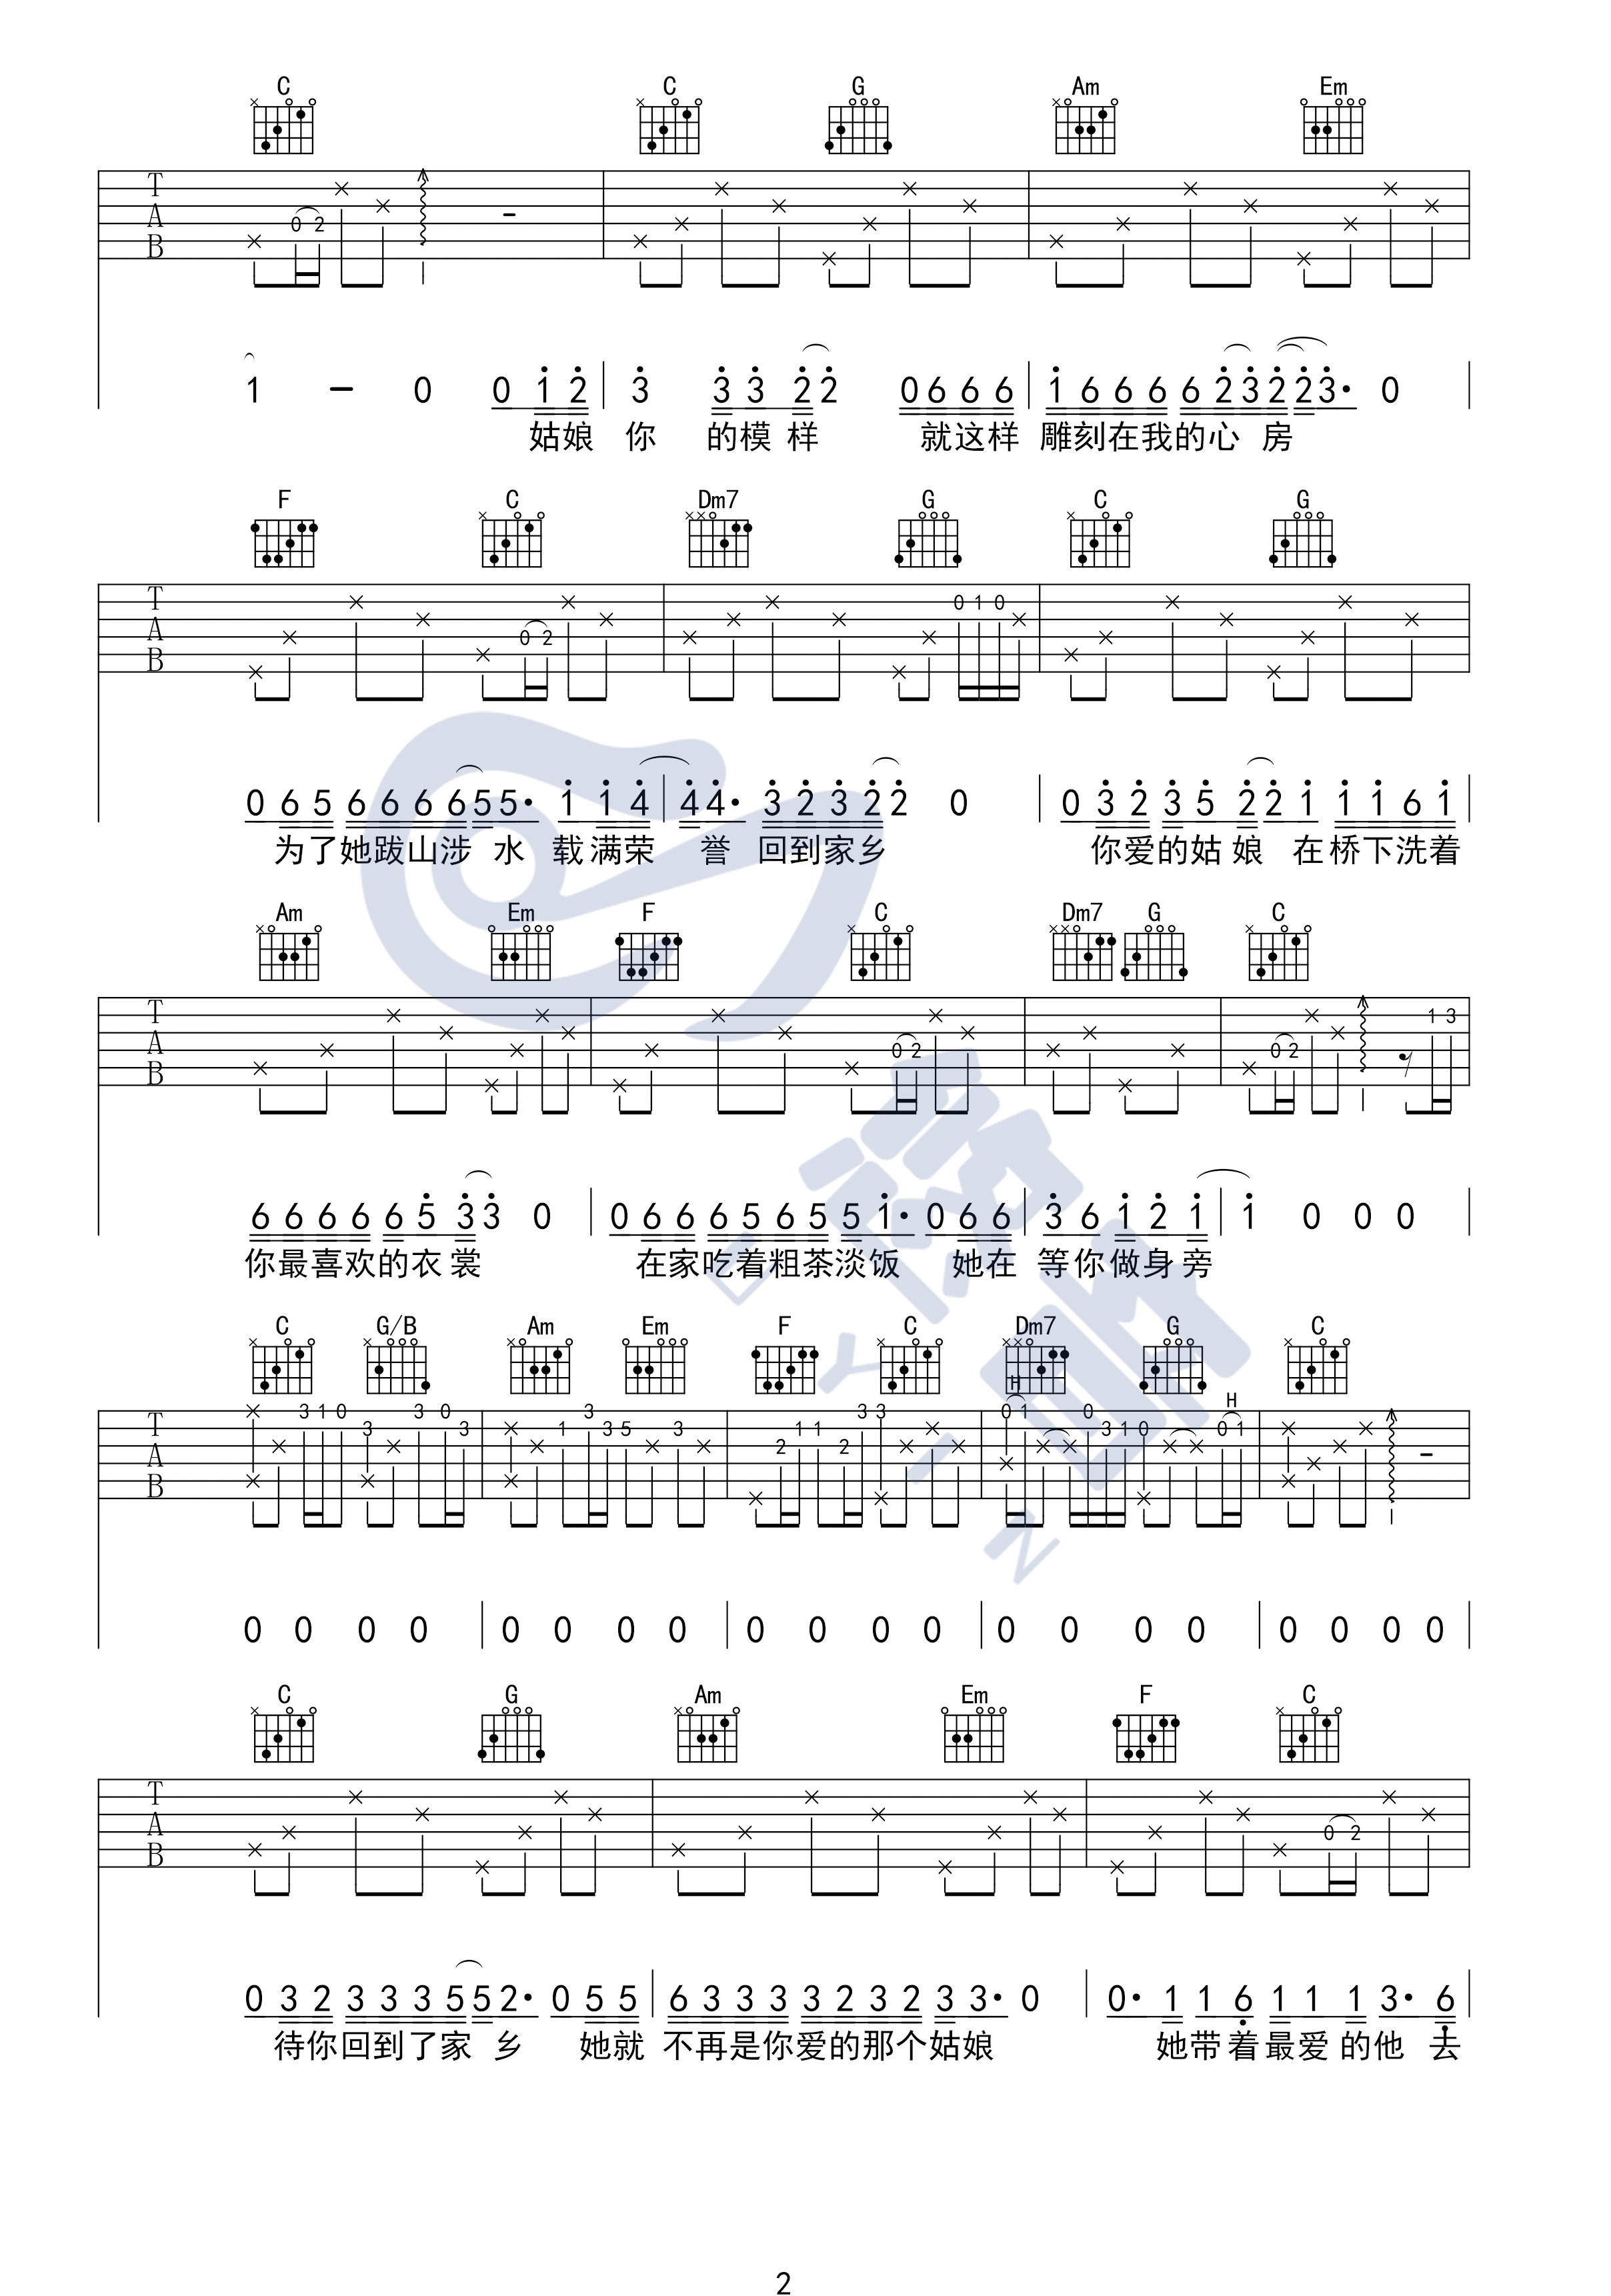 C C G Am Em
T A B
0 2
1 – 0 0 1 2 3 3 3 2 2 0 6 6 6 1 6 6 6 6 2 3 2 2 3 · 0
姑娘 你 的模 样 就这样 雕刻在我的心 房
F C Dm7 G C G
T A B
0 2 0 1 0
0 6 5 6 6 6 6 5 5 · 1 1 4 4 4 · 3 2 3 2 2 0 0 3 2 3 5 2 2 1 1 1 6 1
为了她跋山涉 水 载满荣 誉 回到家乡 你爱的姑 娘 在桥下洗着
Am Em F C Dm7 G C
T A B
0 2 0 2 1 3
6 6 6 6 6 5 3 3 0 0 6 6 6 5 6 5 5 1 · 0 6 6 3 6 1 2 1 1 0 0 0
你最喜欢的衣 裳 在家吃着粗茶淡饭 她在 等你做身 旁
C G/B Am Em F C Dm7 G C
H H
T A B
3 1 0 3 3 0 3 1 3 3 5 3 2 1 1 2 3 3 0 1 0 3 1 0 0 1
0 0 0 0 0 0 0 0 0 0 0 0 0 0 0 0 0 0 0 0
C G Am Em F C
T A B
0 2
0 3 2 3 3 3 5 5 2 · 0 5 5 6 3 3 3 3 2 3 2 3 3 · 0 0 · 1 1 6 1 1 1 3 · 6
待你回到了家 乡 她就 不再是你爱的那个姑娘 她带着最爱 的他 去
2